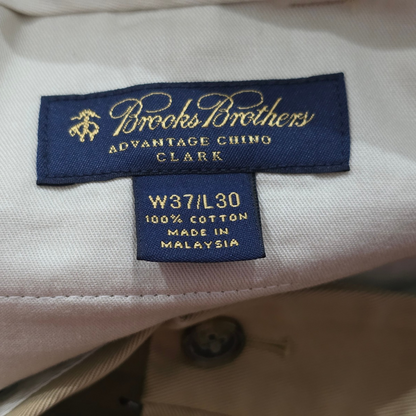 Brooks Brothers
ADVANTAGE CHINO
CLARK
W37/L30
100% COTTON
MADE IN
MALAYSIA